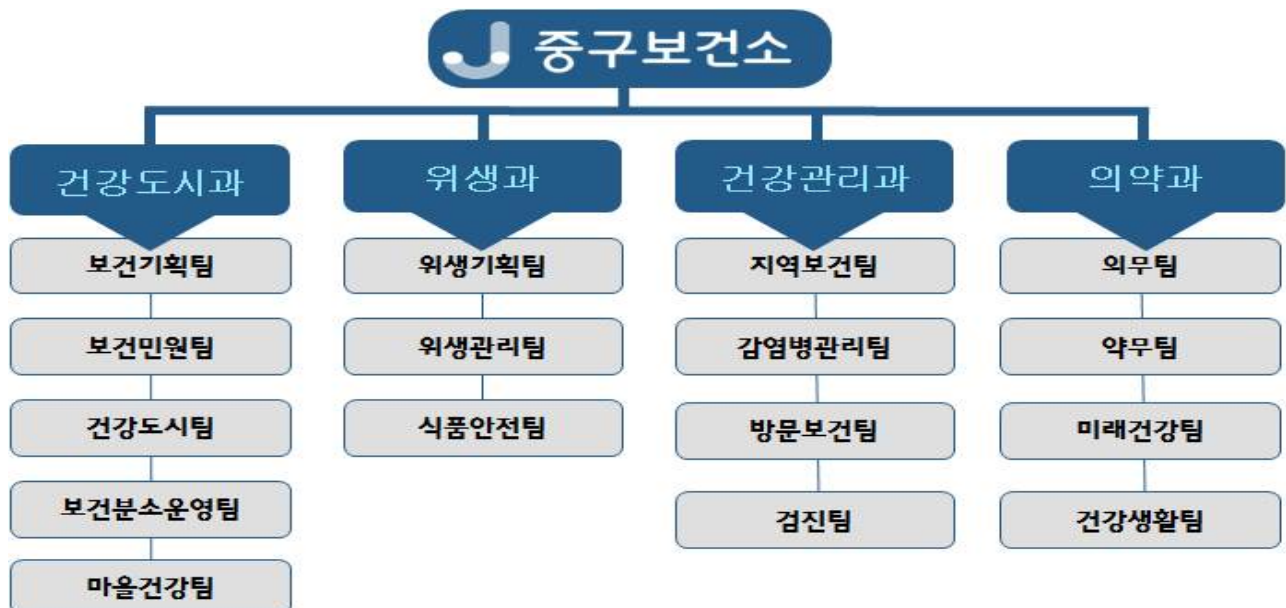 중구보건소
건강도시과
보건기획팀
보건민원팀
건강도시팀
보건분소운영팀
마을건강팀
위생과
위생기획팀
위생관리팀
식품안전팀
건강관리과
지역보건팀
감염병관리팀
방문보건팀
검진팀
의약과
의무팀
약무팀
미래건강팀
건강생활팀